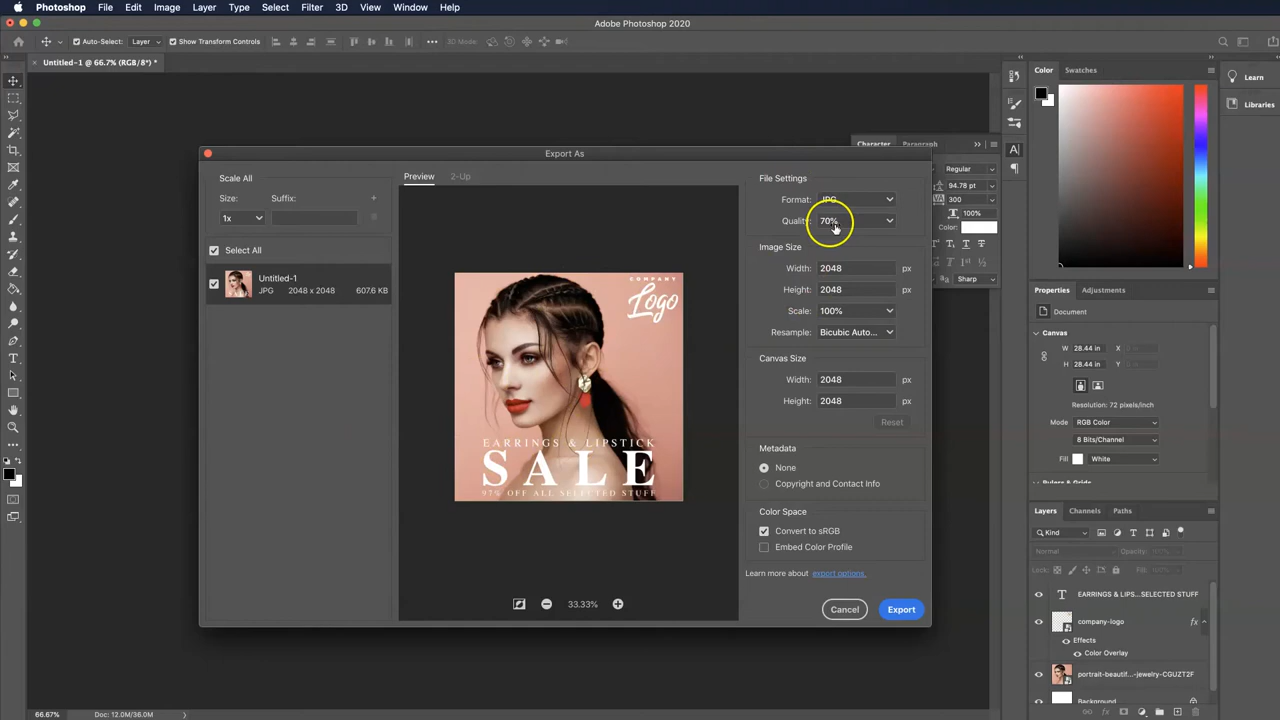 Photoshop File Edit Image Layer Type Select Filter 3D View Window Help
Adobe Photoshop 2020
Auto-Select: Layer Show Transform Controls 3D Mode:
Untitled-1 @ 66.7% (RGB/8*) *
Color Swatches
Learn
Libraries
Character Paragraph
Regular
94.78 pt
300
100%
Color:
Sharp
Export As
Scale All
Size: Suffix:
1x
Select All
Untitled-1
JPG 2048 x 2048 607.6 KB
Preview 2-Up
COMPANY
Logo
EARRINGS & LIPSTICK
SALE
97% OFF ALL SELECTED STUFF
33.33%
File Settings
Format: JPG
Quality: 70%
Image Size
Width: 2048 px
Height: 2048 px
Scale: 100%
Resample: Bicubic Auto...
Canvas Size
Width: 2048 px
Height: 2048 px
Reset
Metadata
None
Copyright and Contact Info
Color Space
Convert to sRGB
Embed Color Profile
Learn more about export options.
Cancel Export
Properties Adjustments
Document
Canvas
W 28.44 in X
H 28.44 in Y
Resolution: 72 pixels/inch
Mode RGB Color
8 Bits/Channel
Fill White
Rulers & Grids
Layers Channels Paths
Kind
Normal Opacity: 100%
Lock: Fill: 100%
EARRINGS & LIPS...SELECTED STUFF
company-logo fx
Effects
Color Overlay
portrait-beautif...-jewelry-CGUZT2F
Background
66.67% Doc: 12.0M/36.0M